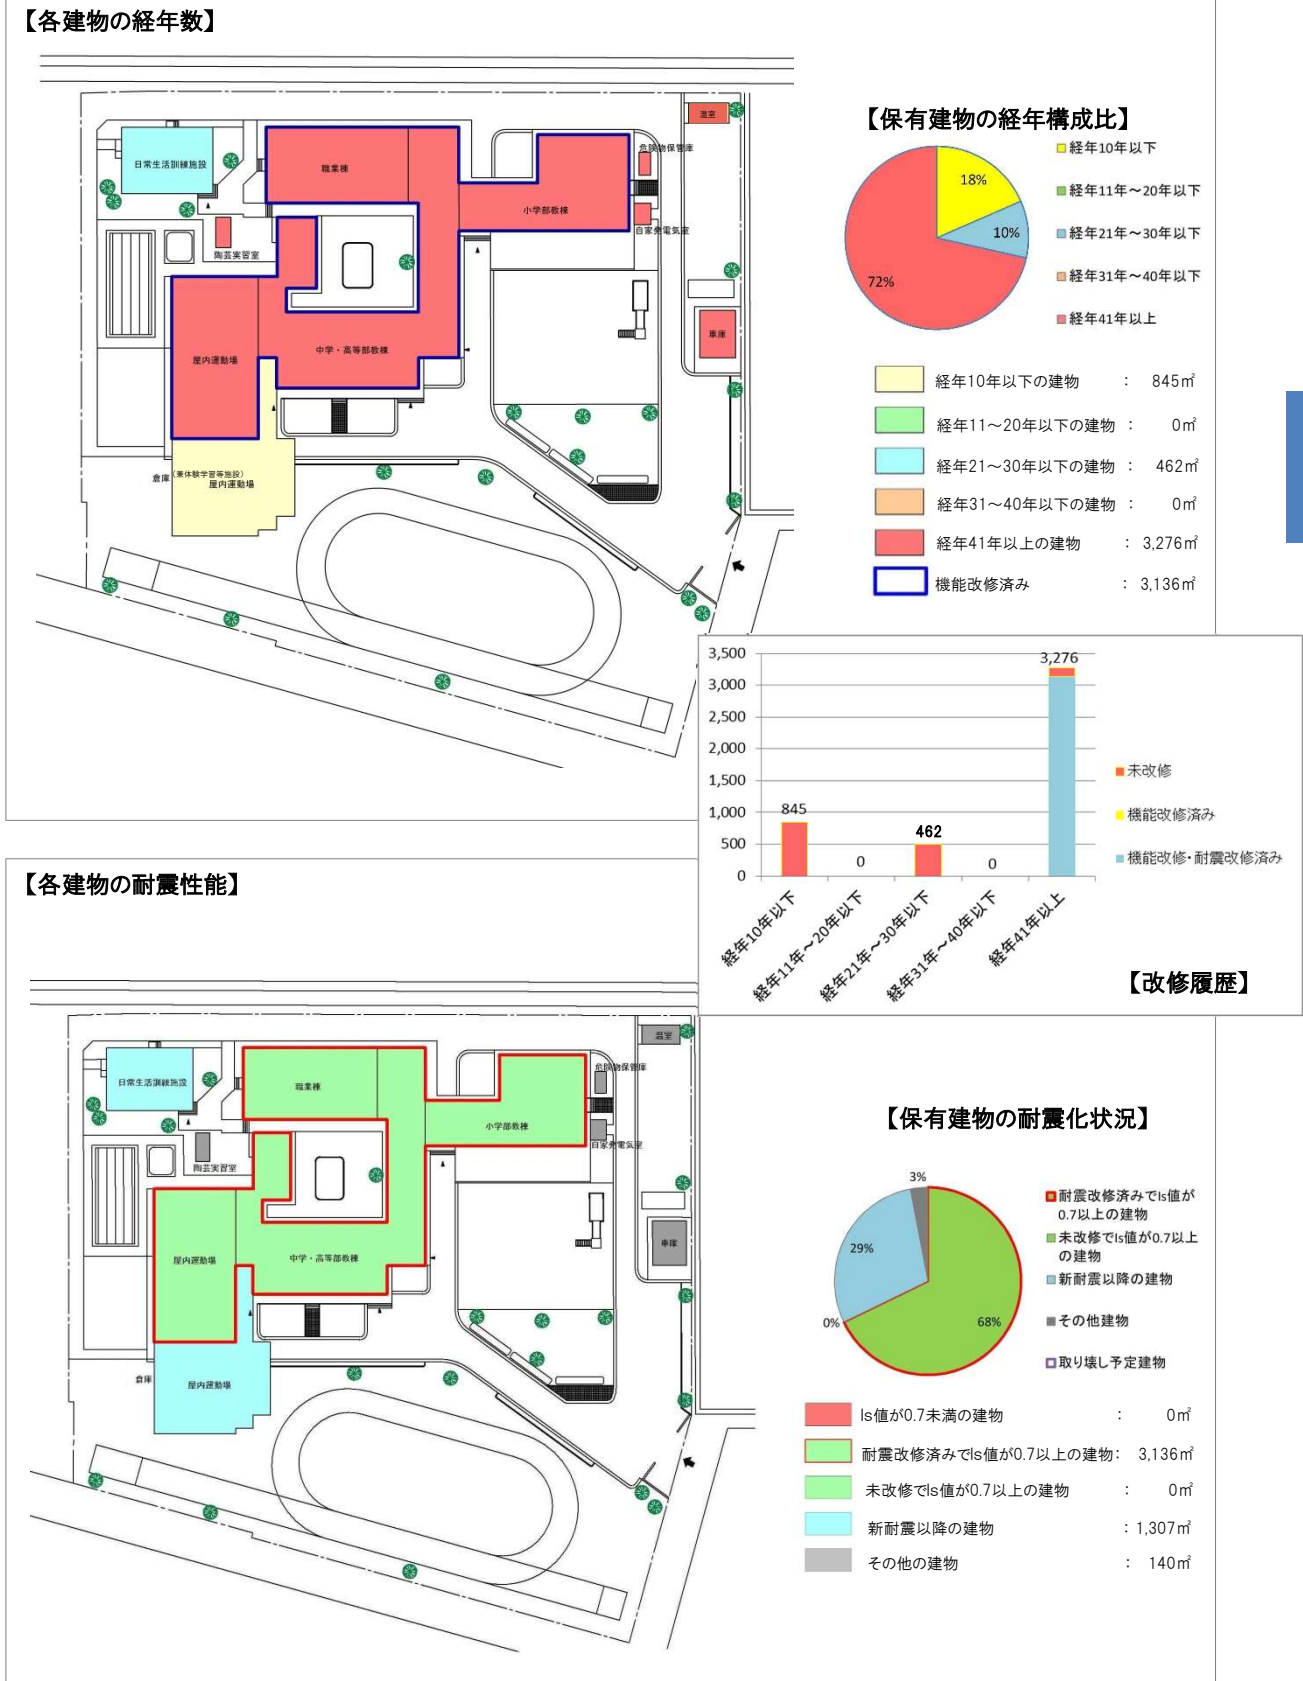 【各建物の経年数】
温室
危険物保管庫
日常生活訓練施設
職業棟
小学部教棟
自家発電気室
陶芸実習室
車庫
中学・高等部教棟
屋内運動場
倉庫
(兼体験学習等施設)
屋内運動場
【保有建物の経年構成比】
18%
10%
72%
経年10年以下
経年11年～20年以下
経年21年～30年以下
経年31年～40年以下
経年41年以上
経年10年以下の建物 : 845㎡
経年11～20年以下の建物 : 0㎡
経年21～30年以下の建物 : 462㎡
経年31～40年以下の建物 : 0㎡
経年41年以上の建物 : 3,276㎡
機能改修済み : 3,136㎡
3,500
3,000
2,500
2,000
1,500
1,000
500
0
845
0
462
0
3,276
経年10年以下
経年11年～20年以下
経年21年～30年以下
経年31年～40年以下
経年41年以上
未改修
機能改修済み
機能改修・耐震改修済み
【改修履歴】
【各建物の耐震性能】
温室
危険物保管庫
日常生活訓練施設
職業棟
小学部教棟
自家発電気室
陶芸実習室
車庫
中学・高等部教棟
屋内運動場
倉庫
屋内運動場
【保有建物の耐震化状況】
3%
29%
0%
68%
耐震改修済みでIs値が
0.7以上の建物
未改修でIs値が0.7以上
の建物
新耐震以降の建物
その他建物
取り壊し予定建物
Is値が0.7未満の建物 : 0㎡
耐震改修済みでIs値が0.7以上の建物: 3,136㎡
未改修でIs値が0.7以上の建物 : 0㎡
新耐震以降の建物 : 1,307㎡
その他の建物 : 140㎡